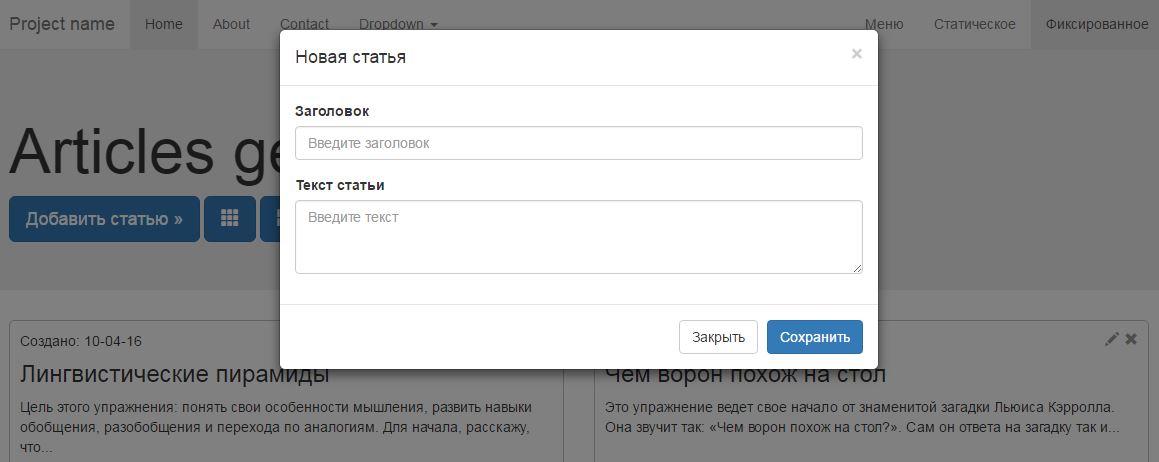 Project name Home About Contact Dropdown Меню Статическое Фиксированное
Новая статья ×
Заголовок
Введите заголовок
Articles ge
Текст статьи
Добавить статью »
Введите текст
Закрыть Сохранить
Создано: 10-04-16
Лингвистические пирамиды
Цель этого упражнения: понять свои особенности мышления, развить навыки
обобщения, разобобщения и перехода по аналогиям. Для начала, расскажу,
что...
Чем ворон похож на стол
Это упражнение ведет свое начало от знаменитой загадки Льюиса Кэрролла.
Она звучит так: «Чем ворон похож на стол?». Сам он ответа на загадку так и...